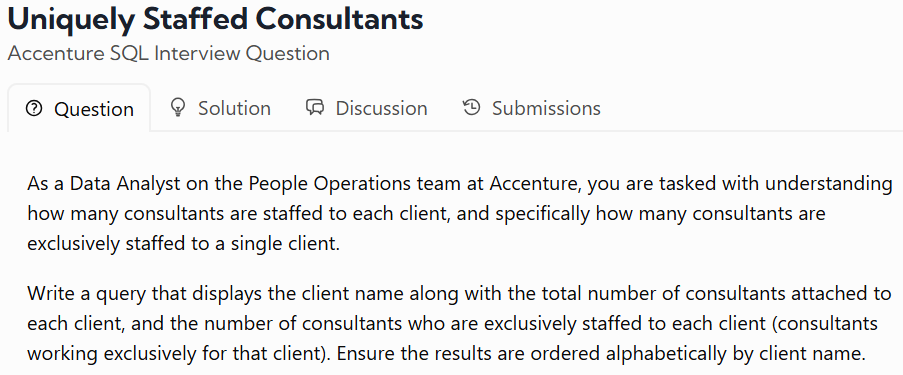 Uniquely Staffed Consultants
Accenture SQL Interview Question
Question Solution Discussion Submissions
As a Data Analyst on the People Operations team at Accenture, you are tasked with understanding
how many consultants are staffed to each client, and specifically how many consultants are
exclusively staffed to a single client.
Write a query that displays the client name along with the total number of consultants attached to
each client, and the number of consultants who are exclusively staffed to each client (consultants
working exclusively for that client). Ensure the results are ordered alphabetically by client name.